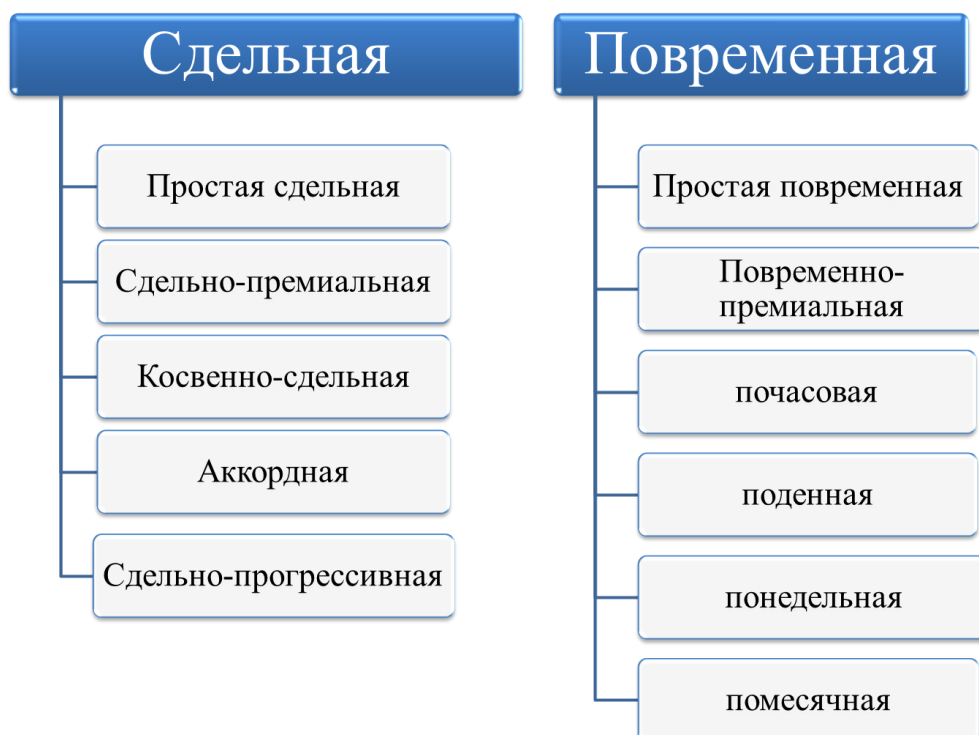 Сдельная
Простая сдельная
Сдельно-премиальная
Косвенно-сдельная
Аккордная
Сдельно-прогрессивная
Повременная
Простая повременная
Повременно-
премиальная
почасовая
поденная
понедельная
помесячная